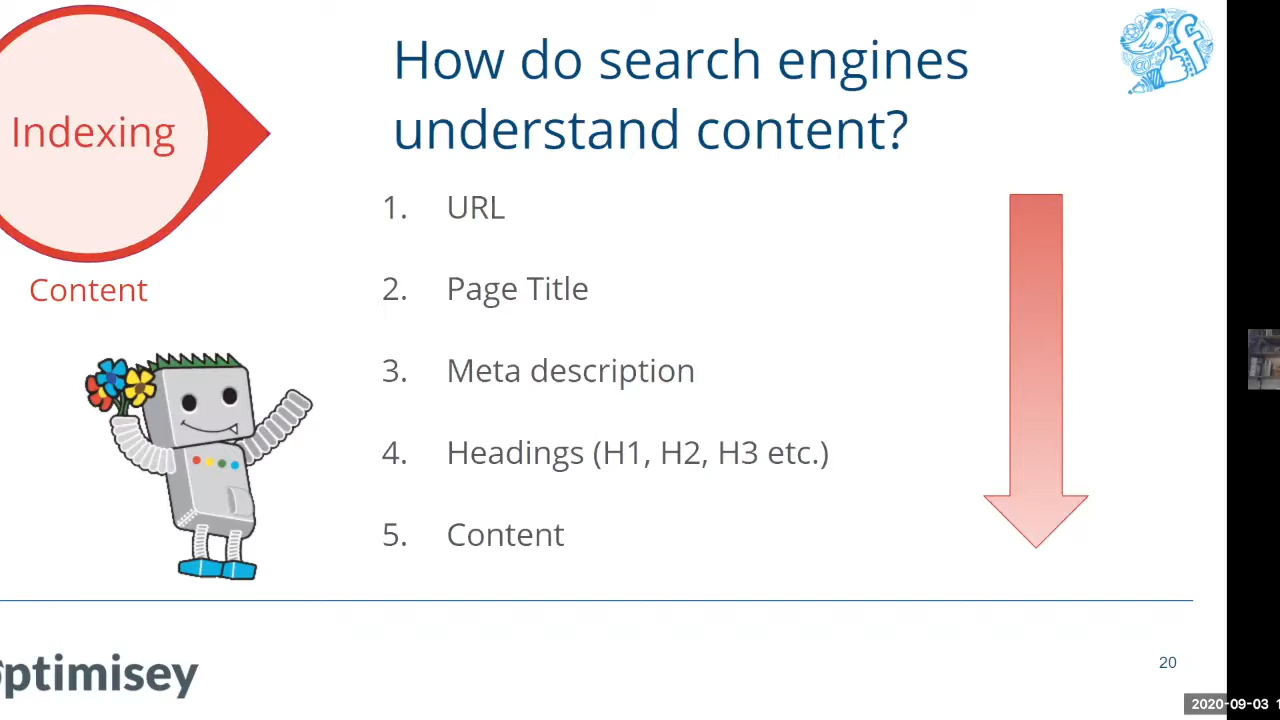 Indexing
Content
How do search engines
understand content?
1. URL
2. Page Title
3. Meta description
4. Headings (H1, H2, H3 etc.)
5. Content
ptimisey
20
2020-09-03